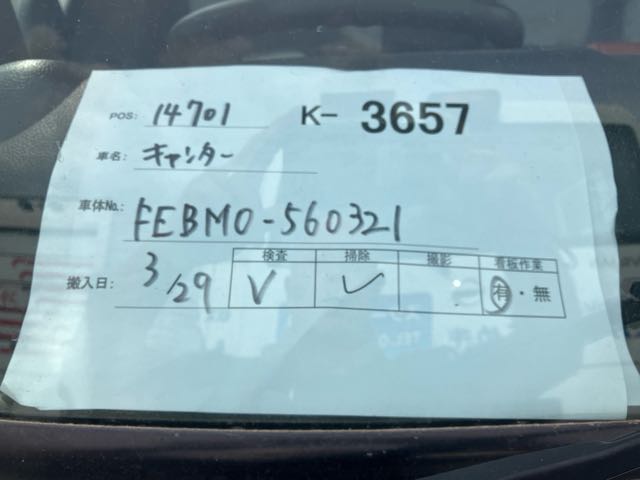 POS: 14701 K- 3657
車名: キャンター
車体No.: FEBM0-560321
搬入日: 3/29
検査 掃除 撮影 看板作業
V ✓ 有・無